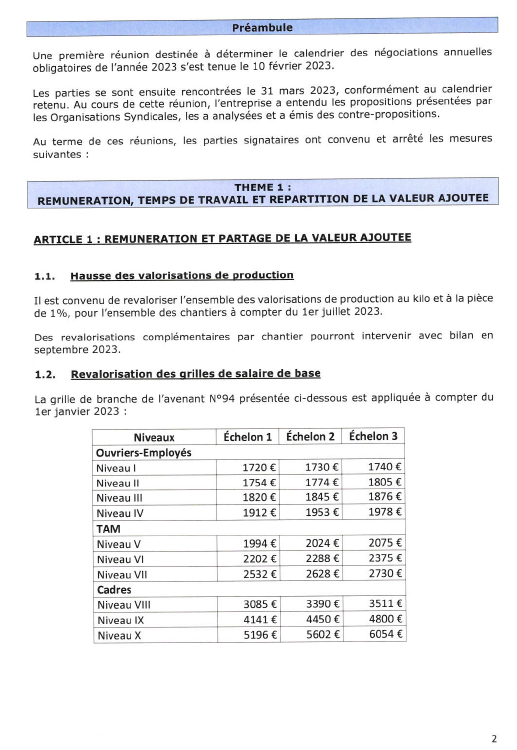 Préambule
Une première réunion destinée à déterminer le calendrier des négociations annuelles
obligatoires de l'année 2023 s'est tenue le 10 février 2023.
Les parties se sont ensuite rencontrées le 31 mars 2023, conformément au calendrier
retenu. Au cours de cette réunion, l'entreprise a entendu les propositions présentées par
les Organisations Syndicales, les a analysées et a émis des contre-propositions.
Au terme de ces réunions, les parties signataires ont convenu et arrêté les mesures
suivantes :
THEME 1 :
REMUNERATION, TEMPS DE TRAVAIL ET REPARTITION DE LA VALEUR AJOUTEE
ARTICLE 1 : REMUNERATION ET PARTAGE DE LA VALEUR AJOUTEE
1.1. Hausse des valorisations de production
Il est convenu de revaloriser l'ensemble des valorisations de production au kilo et à la pièce
de 1%, pour l'ensemble des chantiers à compter du 1er juillet 2023.
Des revalorisations complémentaires par chantier pourront intervenir avec bilan en
septembre 2023.
1.2. Revalorisation des grilles de salaire de base
La grille de branche de l'avenant N°94 présentée ci-dessous est appliquée à compter du
1er janvier 2023 :
Niveaux Échelon 1 Échelon 2 Échelon 3
Ouvriers-Employés
Niveau I 1720 € 1730 € 1740 €
Niveau II 1754 € 1774 € 1805 €
Niveau III 1820 € 1845 € 1876 €
Niveau IV 1912 € 1953 € 1978 €
TAM
Niveau V 1994 € 2024 € 2075 €
Niveau VI 2202 € 2288 € 2375 €
Niveau VII 2532 € 2628 € 2730 €
Cadres
Niveau VIII 3085 € 3390 € 3511 €
Niveau IX 4141 € 4450 € 4800 €
Niveau X 5196 € 5602 € 6054 €
2